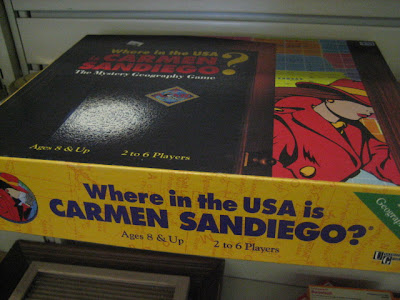 Where in the USA
is CARMEN
SANDIEGO?
The Mystery Geography Game
Ages 8 & Up
2 to 6 Players
Where in the USA is
CARMEN SANDIEGO?
Ages 8 & Up
2 to 6 Players